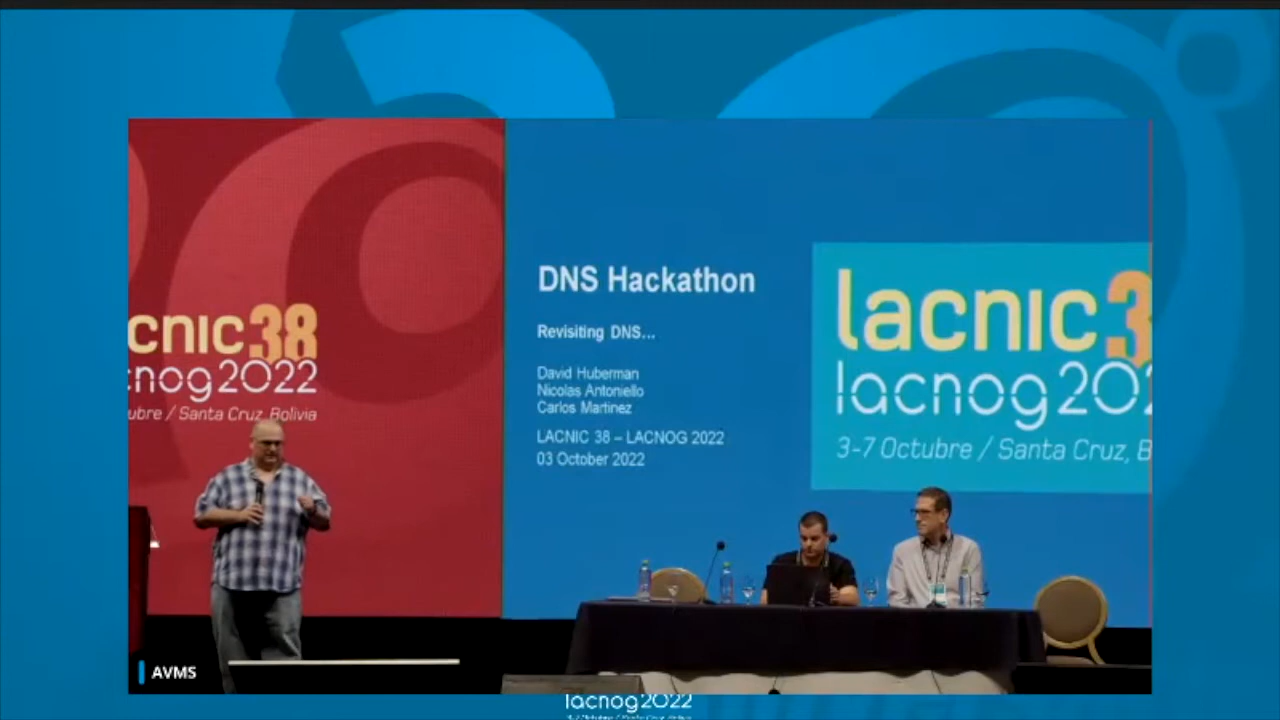 cnic38
cnog2022
ubre / Santa Cruz, Bolivia
DNS Hackathon
Revisiting DNS...
David Huberman
Nicolas Antoniello
Carlos Martinez
LACNIC 38 – LACNOG 2022
03 October 2022
lacnic3
lacnog202
3-7 Octubre / Santa Cruz, B
AVMS
lacnog2022